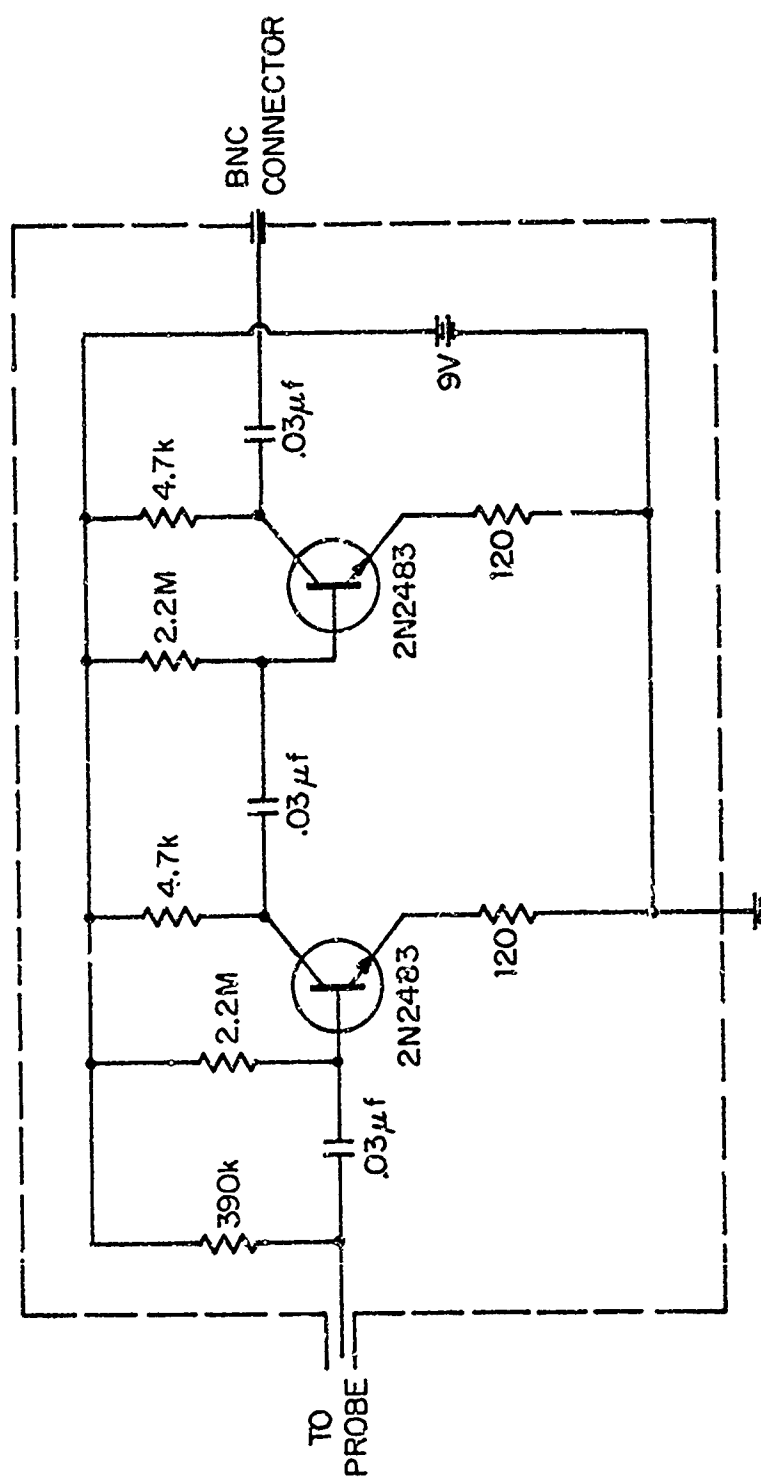 TO
PROBE
390k
.03μf
2.2M
2N2483
4.7k
120
.03μf
2.2M
2N2483
4.7k
120
.03μf
9V
BNC
CONNECTOR